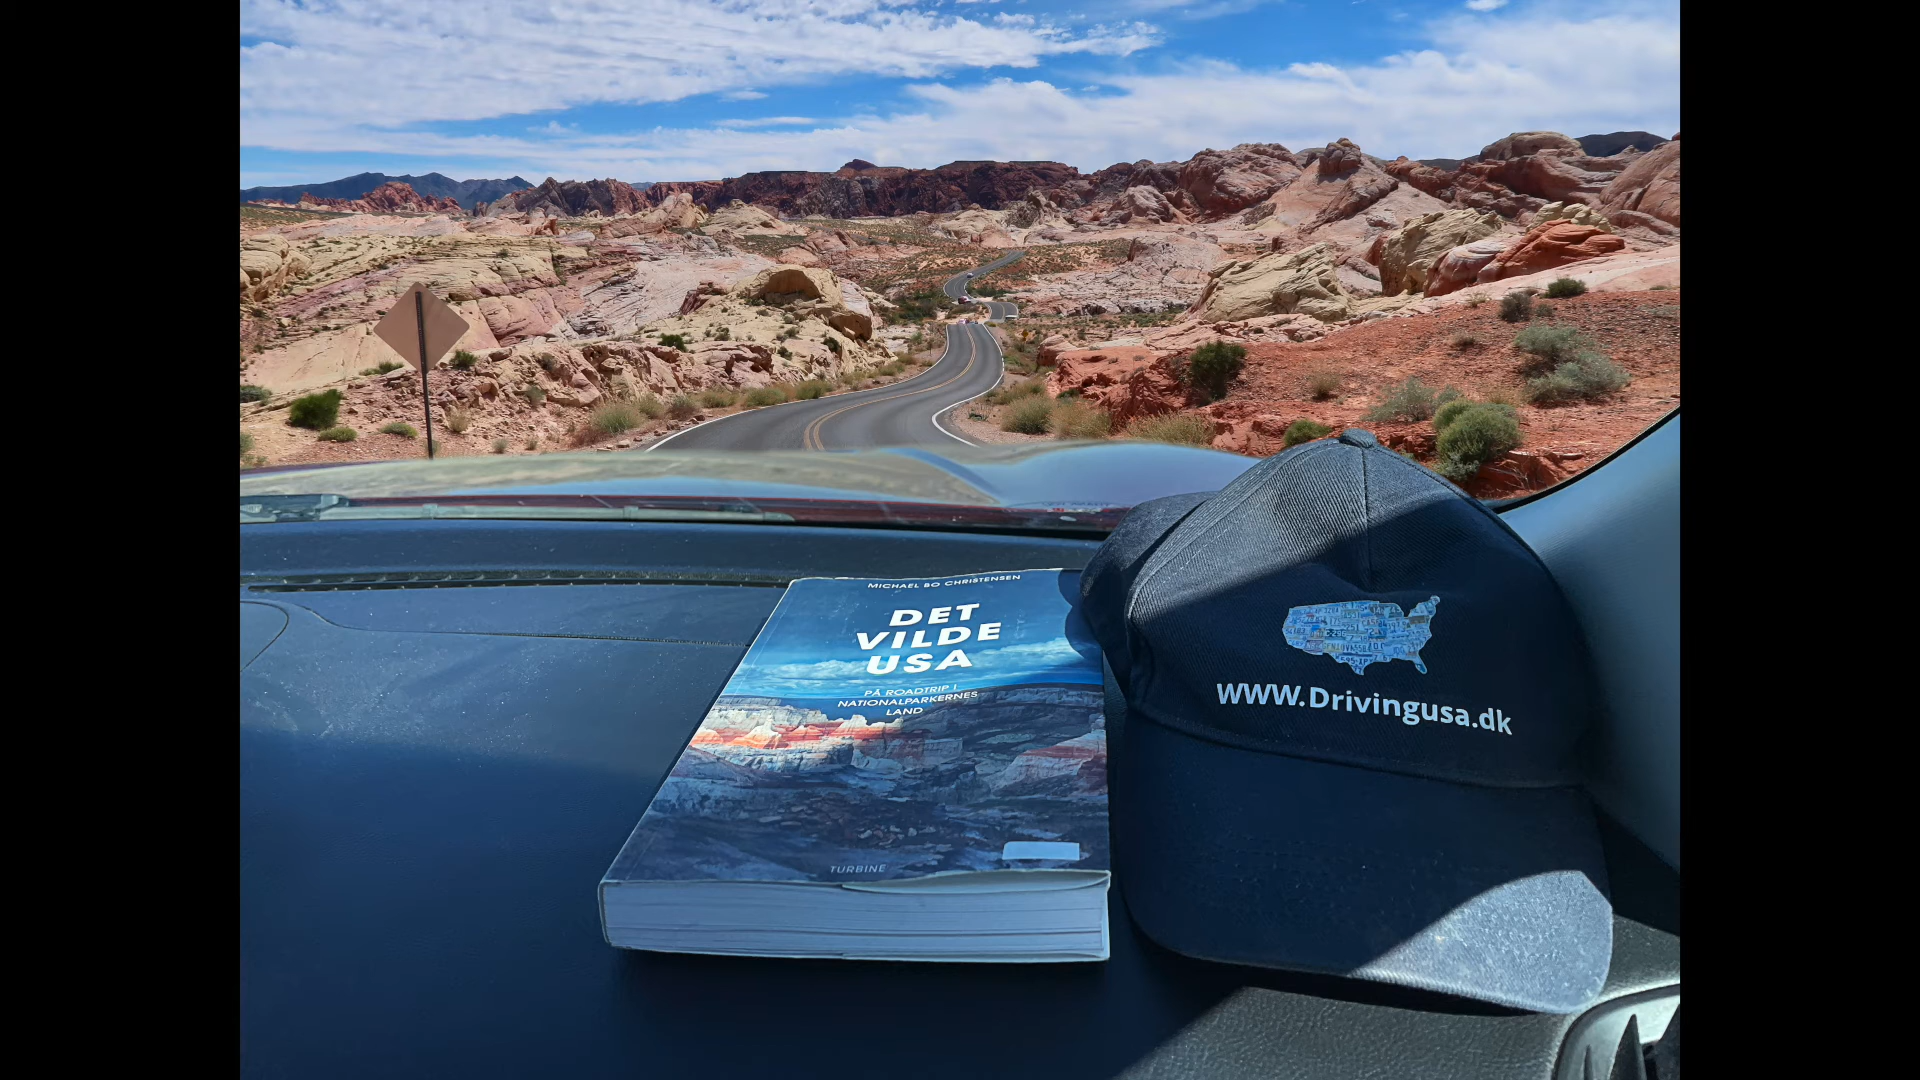 MICHAEL BO CHRISTENSEN
DET
VILDE
USA
PÅ ROADTRIP I
NATIONALPARKERNES
LAND
TURBINE
WWW.Drivingusa.dk